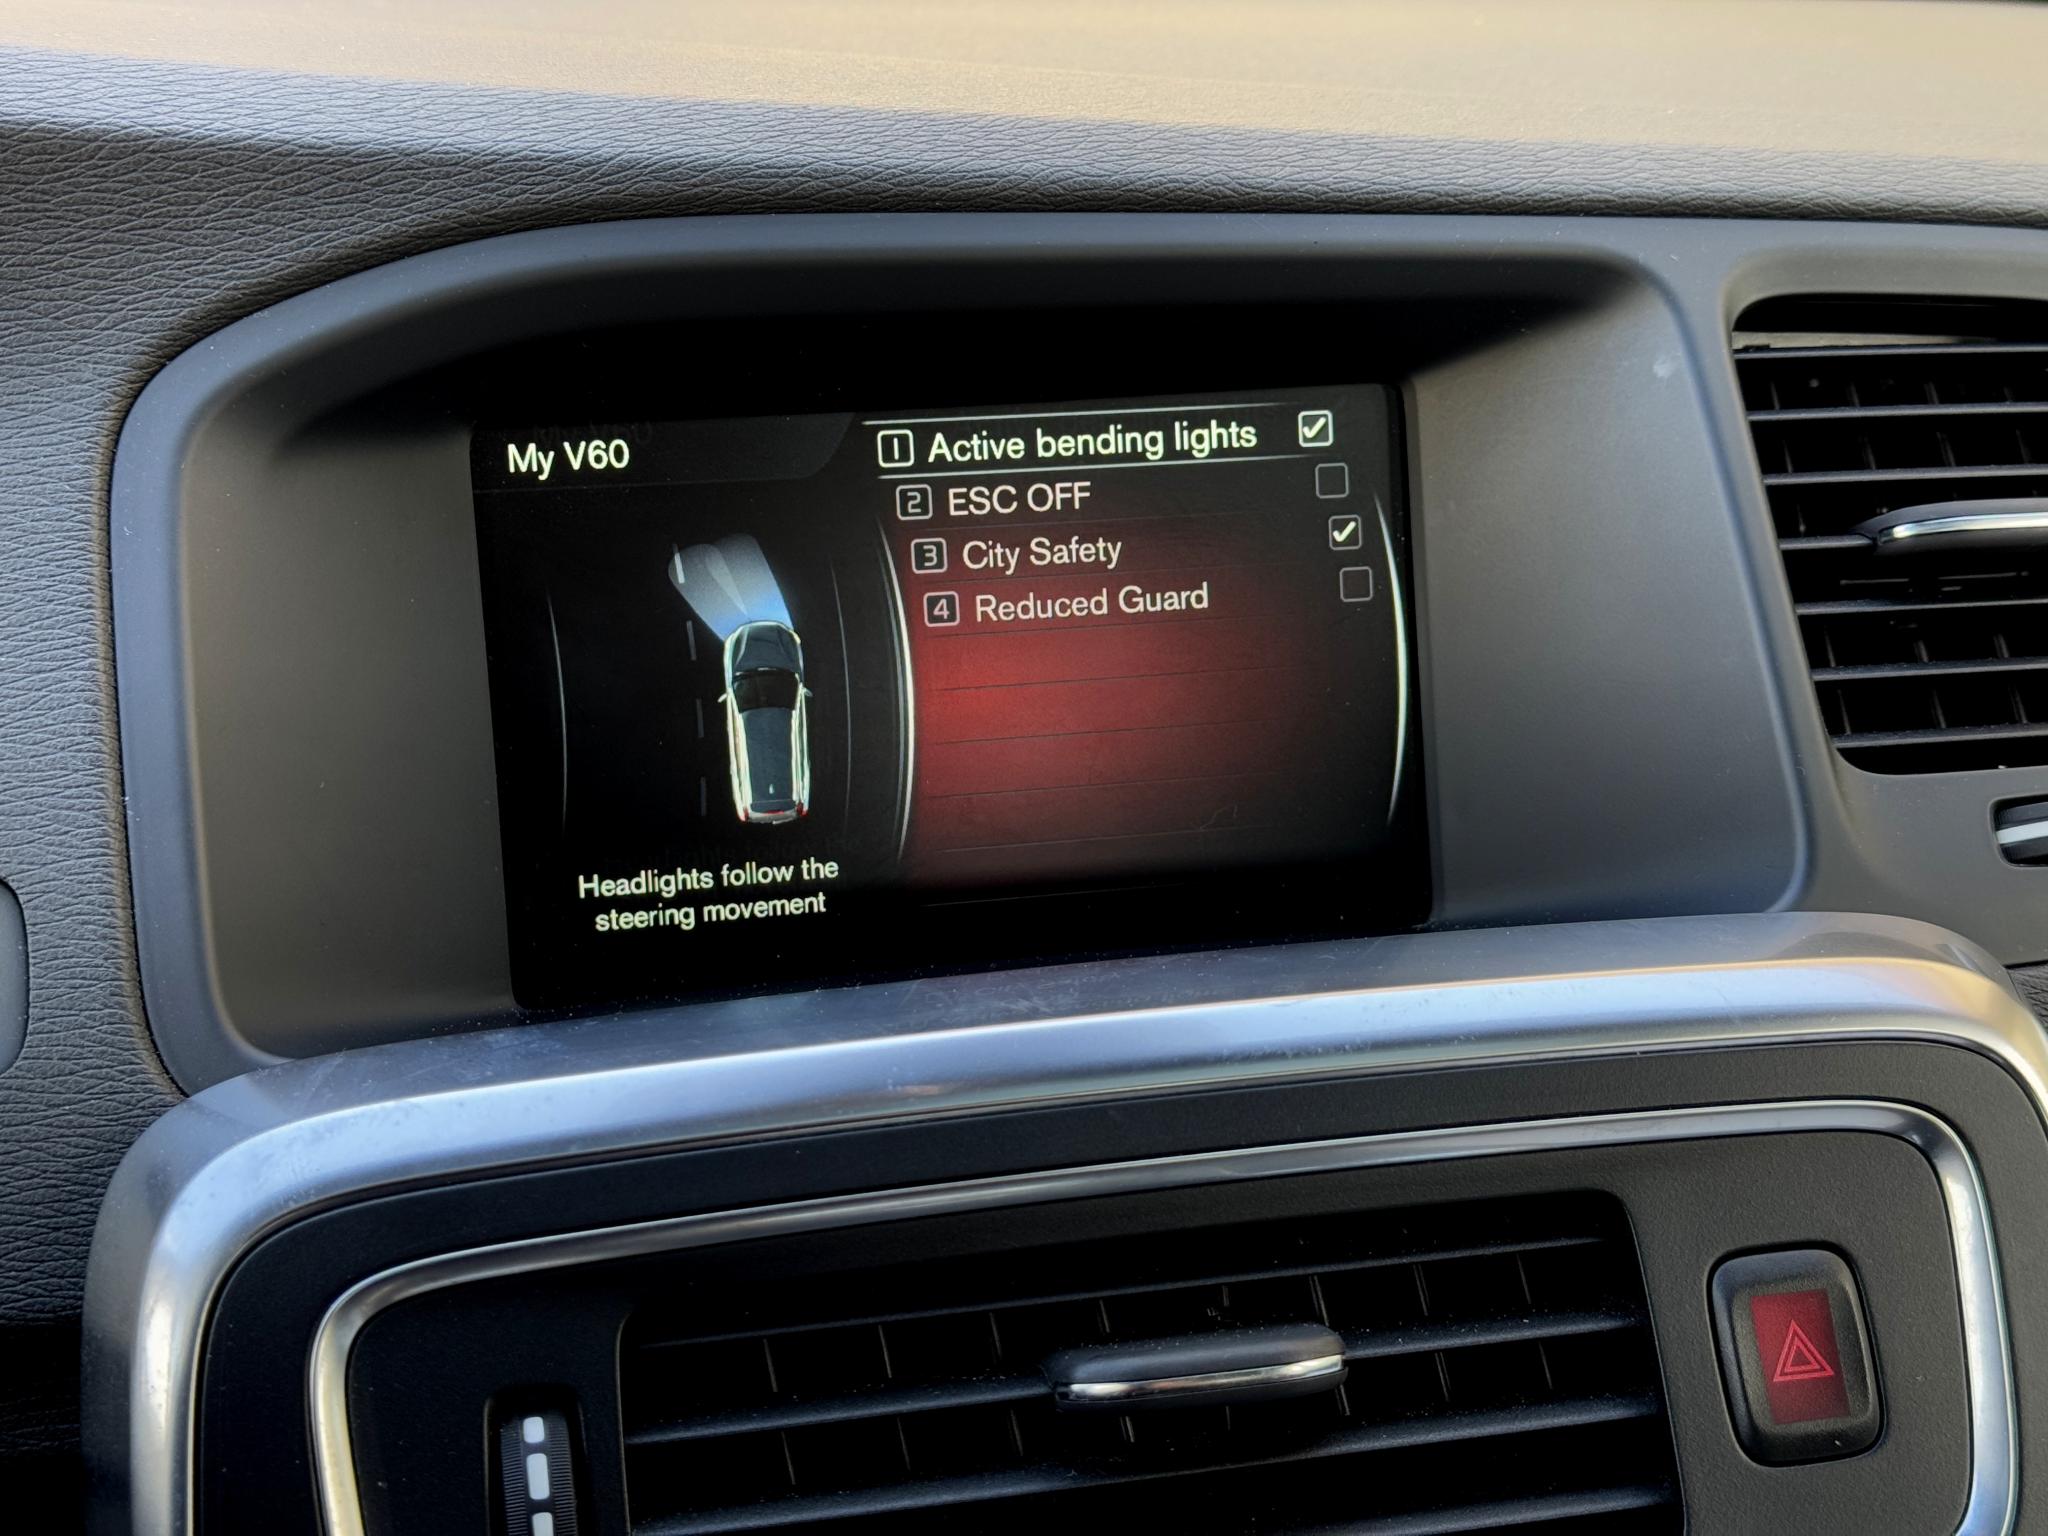 My V60
1 Active bending lights
2 ESC OFF
3 City Safety
4 Reduced Guard
Headlights follow the
steering movement